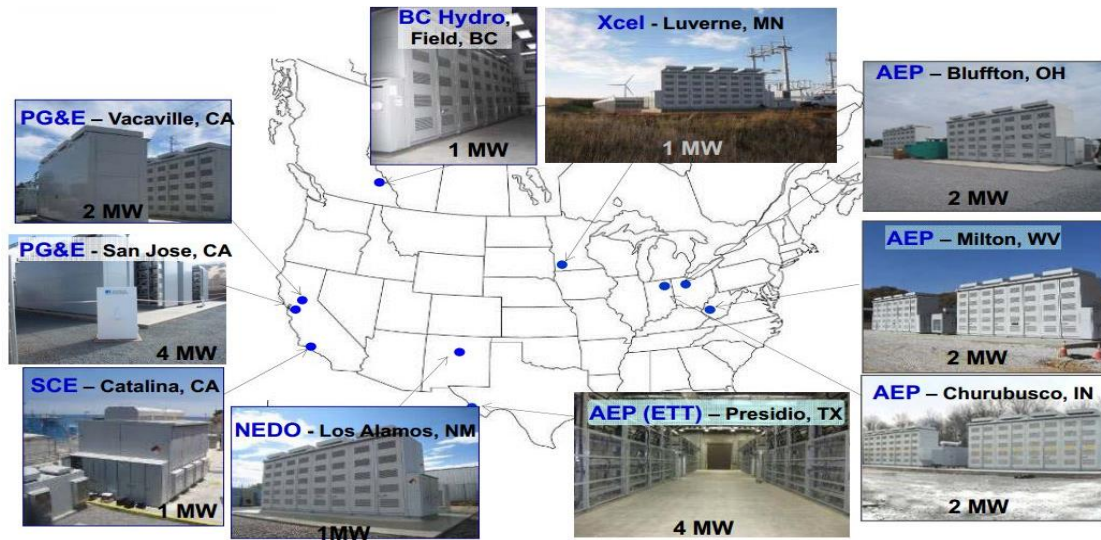 BC Hydro,
Field, BC
1 MW
Xcel - Luverne, MN
1 MW
AEP – Bluffton, OH
2 MW
PG&E – Vacaville, CA
2 MW
PG&E - San Jose, CA
4 MW
AEP – Milton, WV
2 MW
SCE – Catalina, CA
1 MW
NEDO - Los Alamos, NM
1MW
AEP (ETT) – Presidio, TX
4 MW
AEP – Churubusco, IN
2 MW